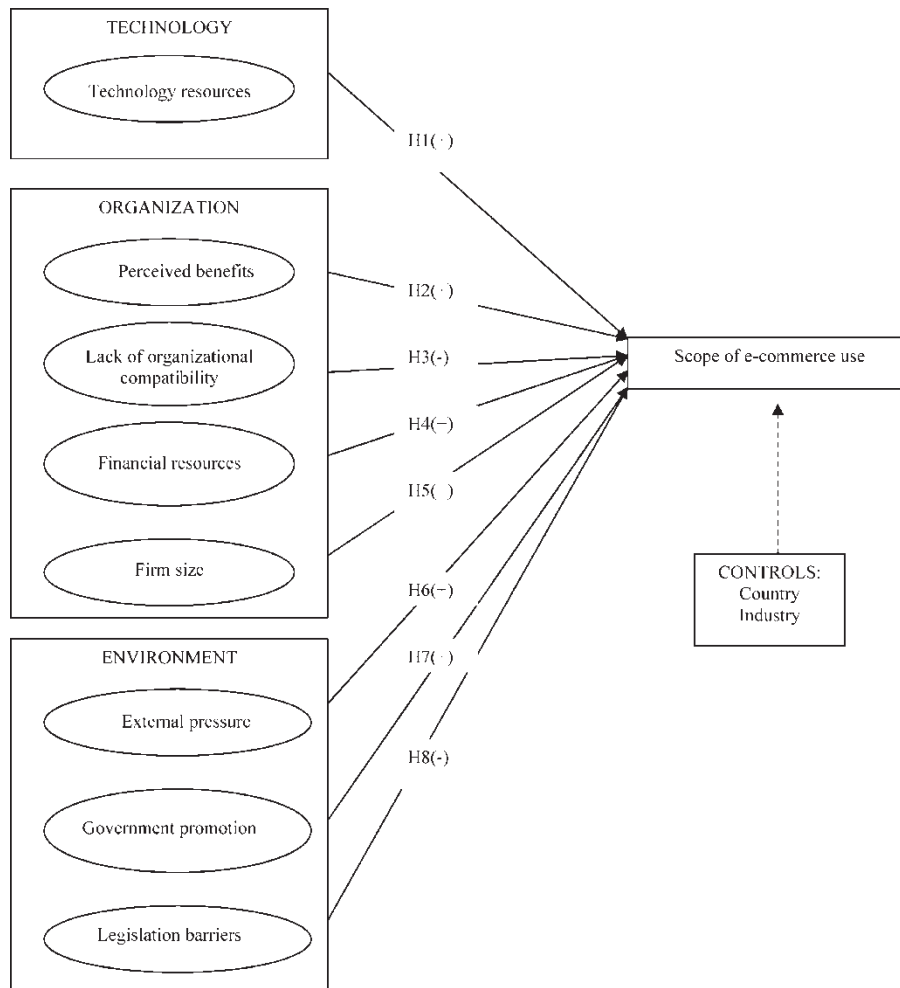 TECHNOLOGY
Technology resources
H1(+)
ORGANIZATION
Perceived benefits
H2(+)
Lack of organizational
compatibility
H3(-)
Financial resources
H4(+)
Firm size
H5(+)
Scope of e-commerce use
CONTROLS:
Country
Industry
ENVIRONMENT
External pressure
H6(+)
Government promotion
H7(+)
Legislation barriers
H8(-)